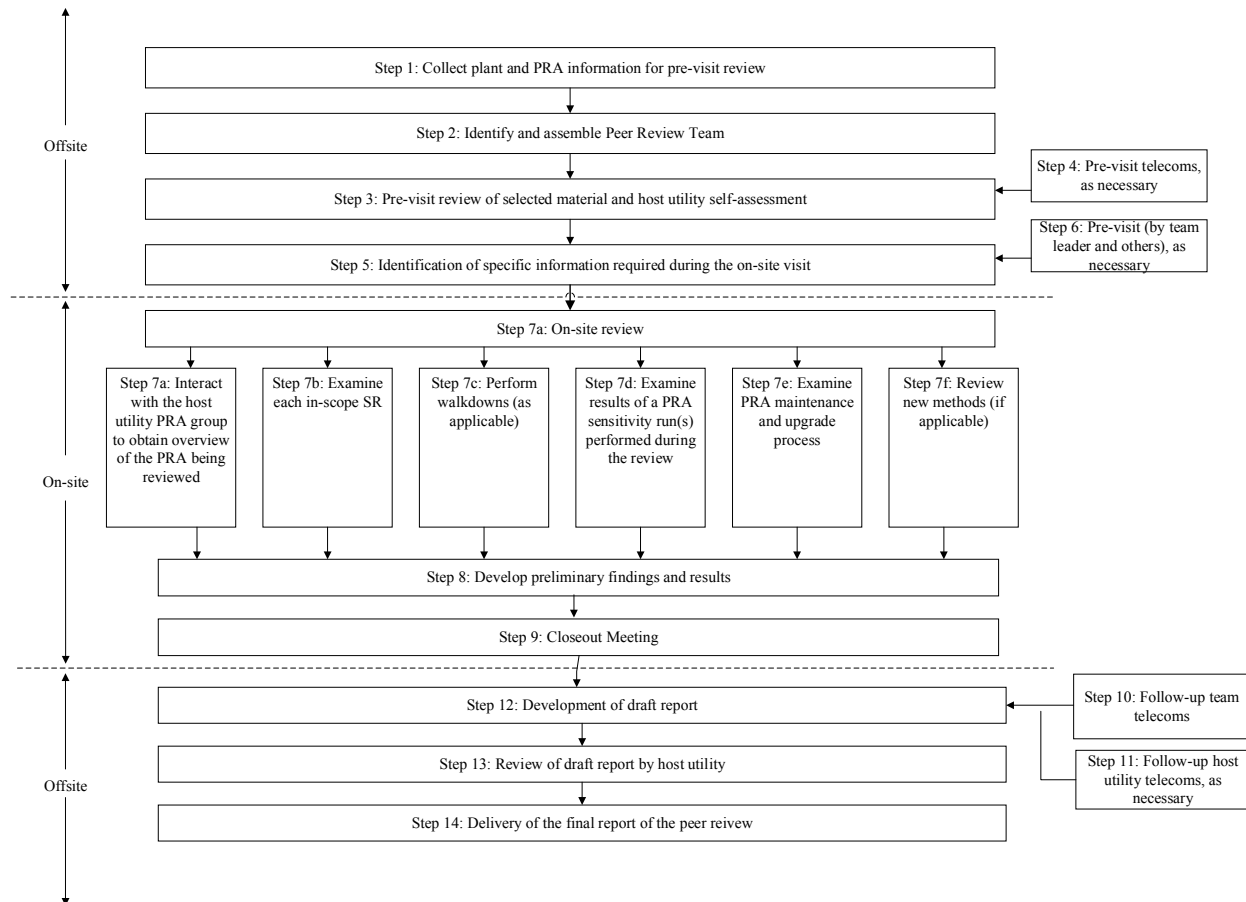 Step 1: Collect plant and PRA information for pre-visit review
Step 2: Identify and assemble Peer Review Team
Offsite
Step 4: Pre-visit telecoms,
as necessary
Step 3: Pre-visit review of selected material and host utility self-assessment
Step 6: Pre-visit (by team
leader and others), as
necessary
Step 5: Identification of specific information required during the on-site visit
Step 7a: On-site review
Step 7a: Interact
with the host
utility PRA group
to obtain overview
of the PRA being
reviewed
Step 7b: Examine
each in-scope SR
Step 7c: Perform
walkdowns (as
applicable)
Step 7d: Examine
results of a PRA
sensitivity run(s)
performed during
the review
Step 7e: Examine
PRA maintenance
and upgrade
process
Step 7f: Review
new methods (if
applicable)
On-site
Step 8: Develop preliminary findings and results
Step 9: Closeout Meeting
Step 12: Development of draft report
Step 10: Follow-up team
telecoms
Step 13: Review of draft report by host utility
Step 11: Follow-up host
utility telecoms, as
necessary
Offsite
Step 14: Delivery of the final report of the peer reivew